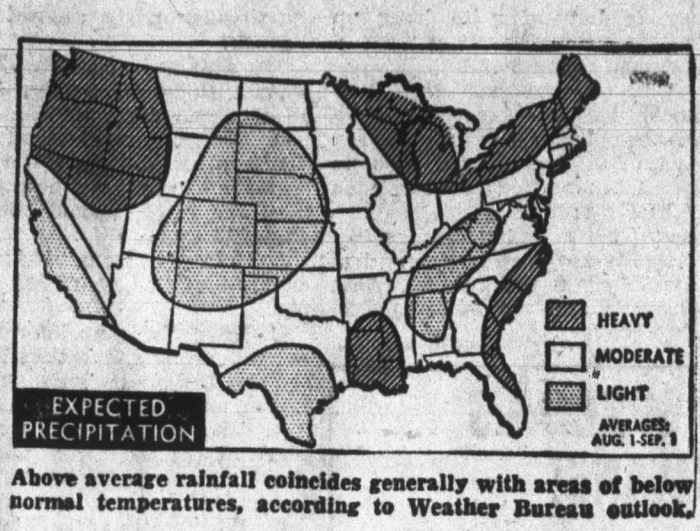 HEAVY
MODERATE
LIGHT
AVERAGES:
AUG. 1-SEP. 1
EXPECTED
PRECIPITATION
Above average rainfall coincides generally with areas of below
normal temperatures, according to Weather Bureau outlook.